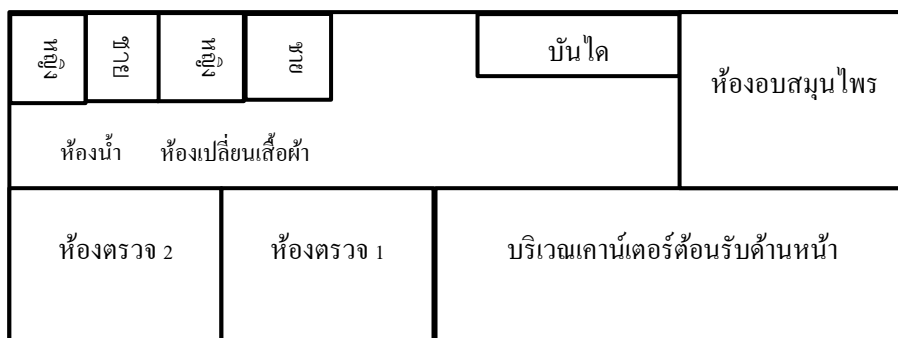 หญิง
ชาย
หญิง
ชาย
บันได
ห้องอบสมุนไพร
ห้องน้ำ
ห้องเปลี่ยนเสื้อผ้า
ห้องตรวจ 2
ห้องตรวจ 1
บริเวณเคาน์เตอร์ต้อนรับด้านหน้า